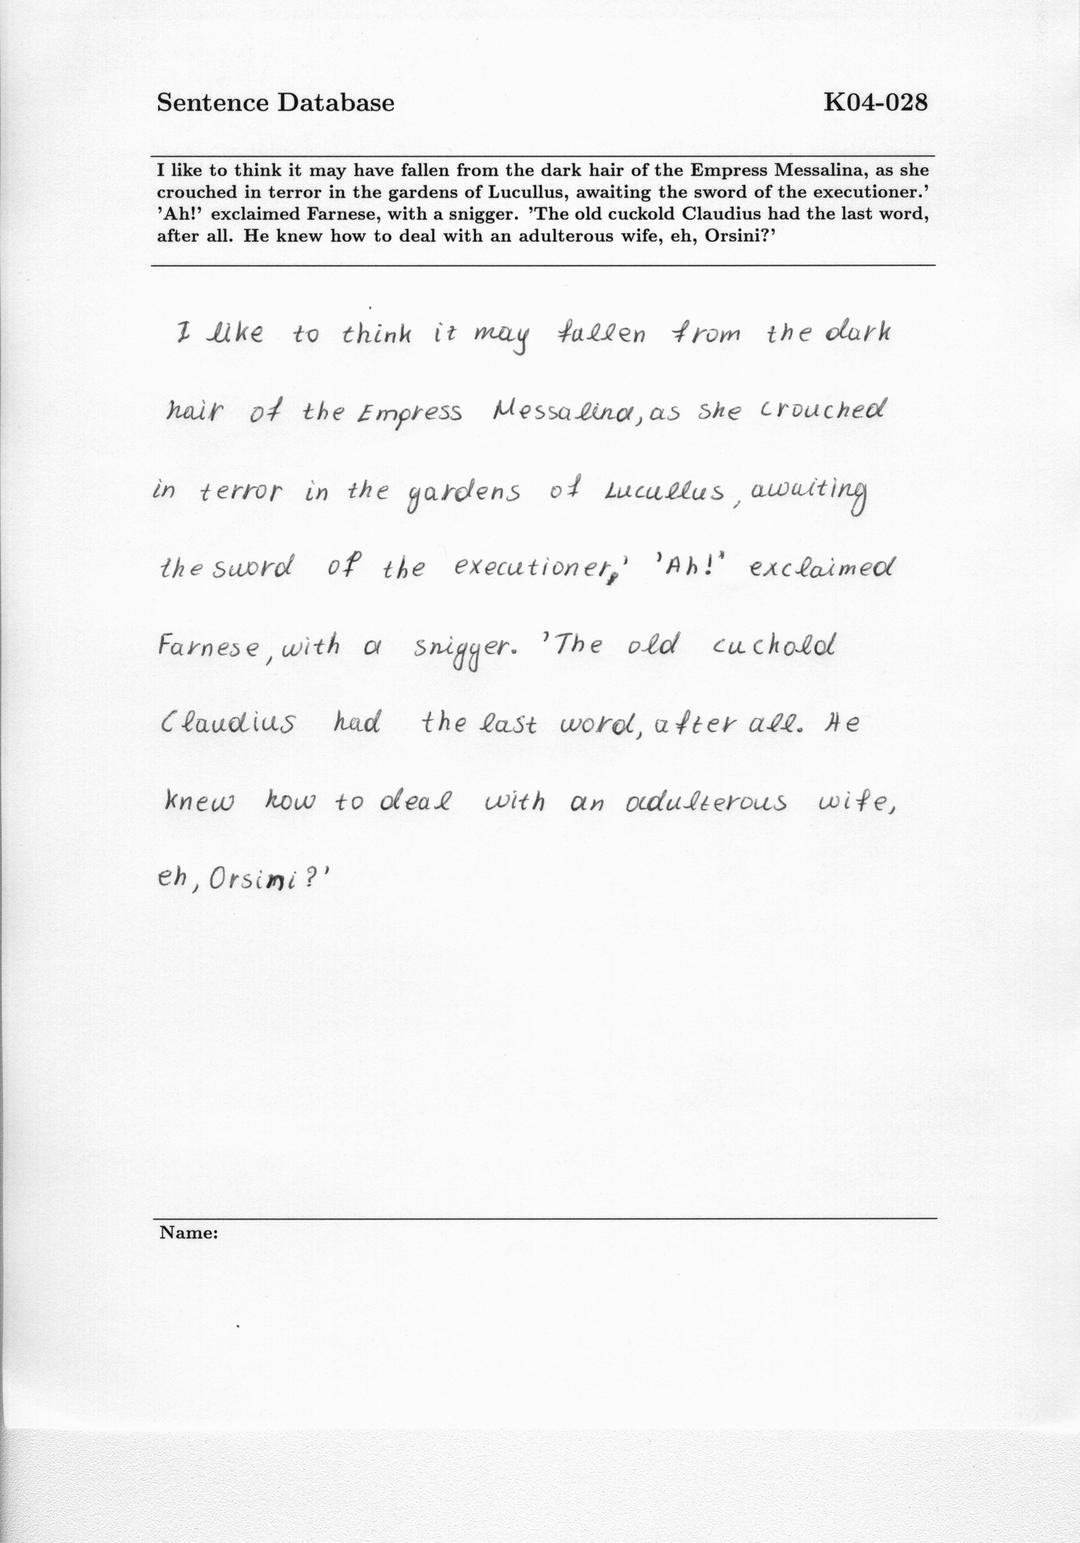 Sentence Database K04-028
I like to think it may have fallen from the dark hair of the Empress Messalina, as she
crouched in terror in the gardens of Lucullus, awaiting the sword of the executioner.'
'Ah!' exclaimed Farnese, with a snigger. 'The old cuckold Claudius had the last word,
after all. He knew how to deal with an adulterous wife, eh, Orsini?'
I like to think it may fallen from the dark
hair of the Empress Messalina, as she crouched
in terror in the gardens of Lucullus, awaiting
the sword of the executioner,' 'Ah!' exclaimed
Farnese, with a snigger. 'The old cuckold
Claudius had the last word, after all. He
knew how to deal with an adulterous wife,
eh, Orsini?'
Name: